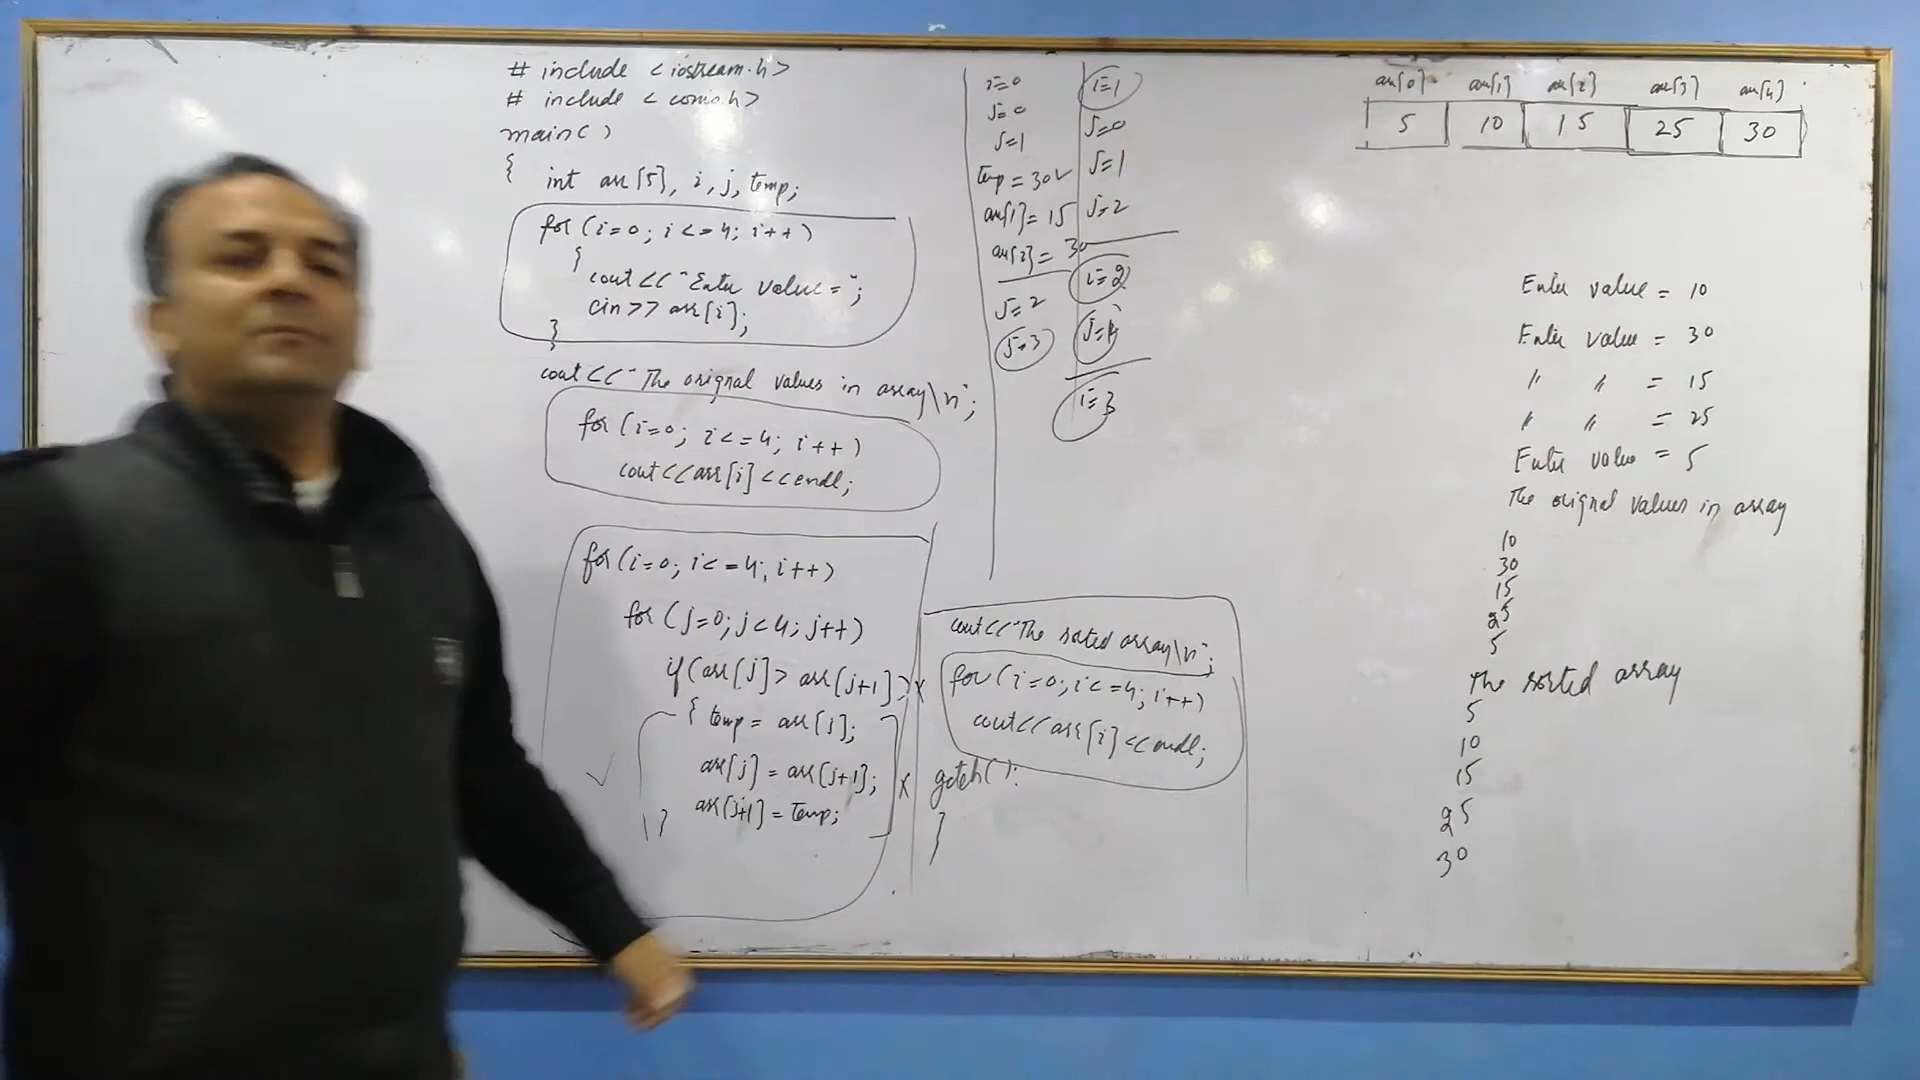 # include <iostream.h>
# include <conio.h>
main( )
{ int arr[5], i, j, temp;
for (i=0; i<=4; i++)
{
cout<<"Enter value =";
cin>> arr[i];
}
cout<<"The orignal values in array\n";
for (i=0; i<=4; i++)
cout<<arr[i]<<endl;
for (i=0; i<=4; i++)
for (j=0; j<4; j++)
if (arr[j]> arr[j+1])
{ temp = arr[j];
arr[j] = arr[j+1];
arr[j+1] = temp;
}
i=0
j=0
j=1
temp = 30
arr[1]= 15
arr[2] = 30
j=2
j=3
i=1
j=0
j=1
j=2
i=2
i=3
cout<<"The sorted array\n";
for (i=0; i<=4; i++)
cout<<arr[i]<<endl;
getch();
}
arr[0] arr[1] arr[2] arr[3] arr[4]
5 10 15 25 30
Enter value = 10
Enter value = 30
" " = 15
" " = 25
Enter value = 5
The orignal values in array
10
30
15
25
5
The sorted array
5
10
15
25
30